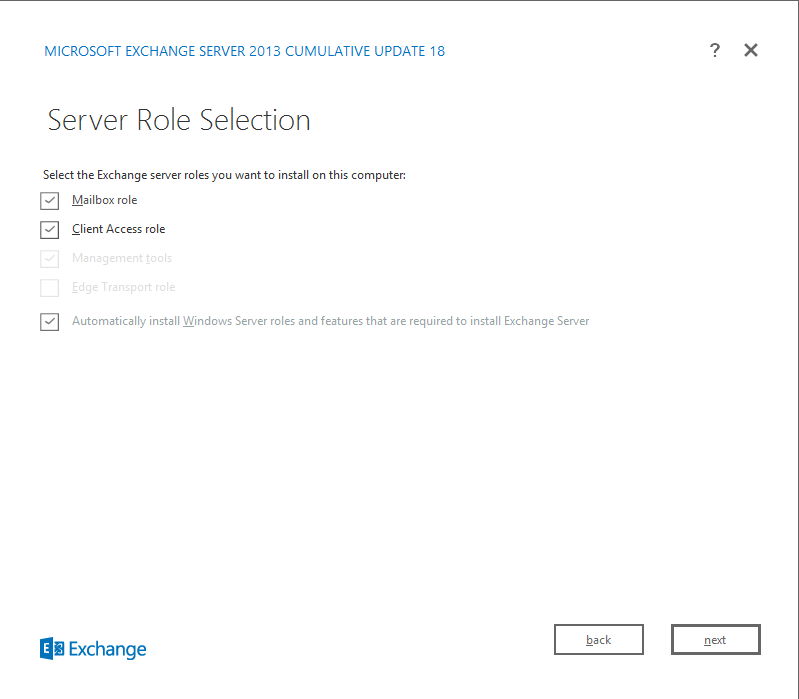 MICROSOFT EXCHANGE SERVER 2013 CUMULATIVE UPDATE 18
?
Server Role Selection
Select the Exchange server roles you want to install on this computer:
Mailbox role
Client Access role
Management tools
Edge Transport role
Automatically install Windows Server roles and features that are required to install Exchange Server
E Exchange
back
next